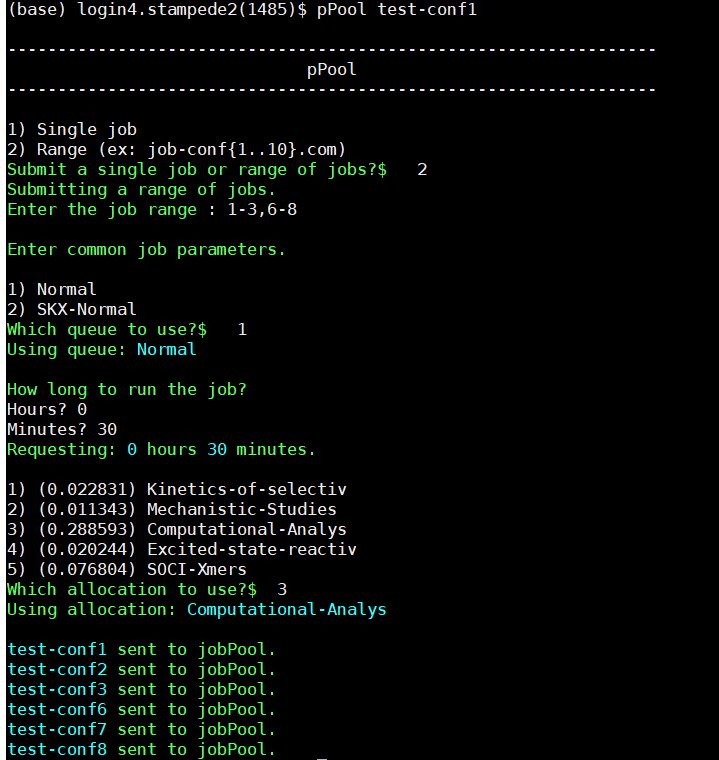 (base) login4.stampede2(1485)$ pPool test-conf1
-----------------------------------------------------------------
pPool
-----------------------------------------------------------------
1) Single job
2) Range (ex: job-conf{1..10}.com)
Submit a single job or range of jobs?$   2
Submitting a range of jobs.
Enter the job range : 1-3,6-8
Enter common job parameters.
1) Normal
2) SKX-Normal
Which queue to use?$   1
Using queue: Normal
How long to run the job?
Hours? 0
Minutes? 30
Requesting: 0 hours 30 minutes.
1) (0.022831) Kinetics-of-selectiv
2) (0.011343) Mechanistic-Studies
3) (0.288593) Computational-Analys
4) (0.020244) Excited-state-reactiv
5) (0.076804) SOCI-Xmers
Which allocation to use?$  3
Using allocation: Computational-Analys
test-conf1 sent to jobPool.
test-conf2 sent to jobPool.
test-conf3 sent to jobPool.
test-conf6 sent to jobPool.
test-conf7 sent to jobPool.
test-conf8 sent to jobPool.